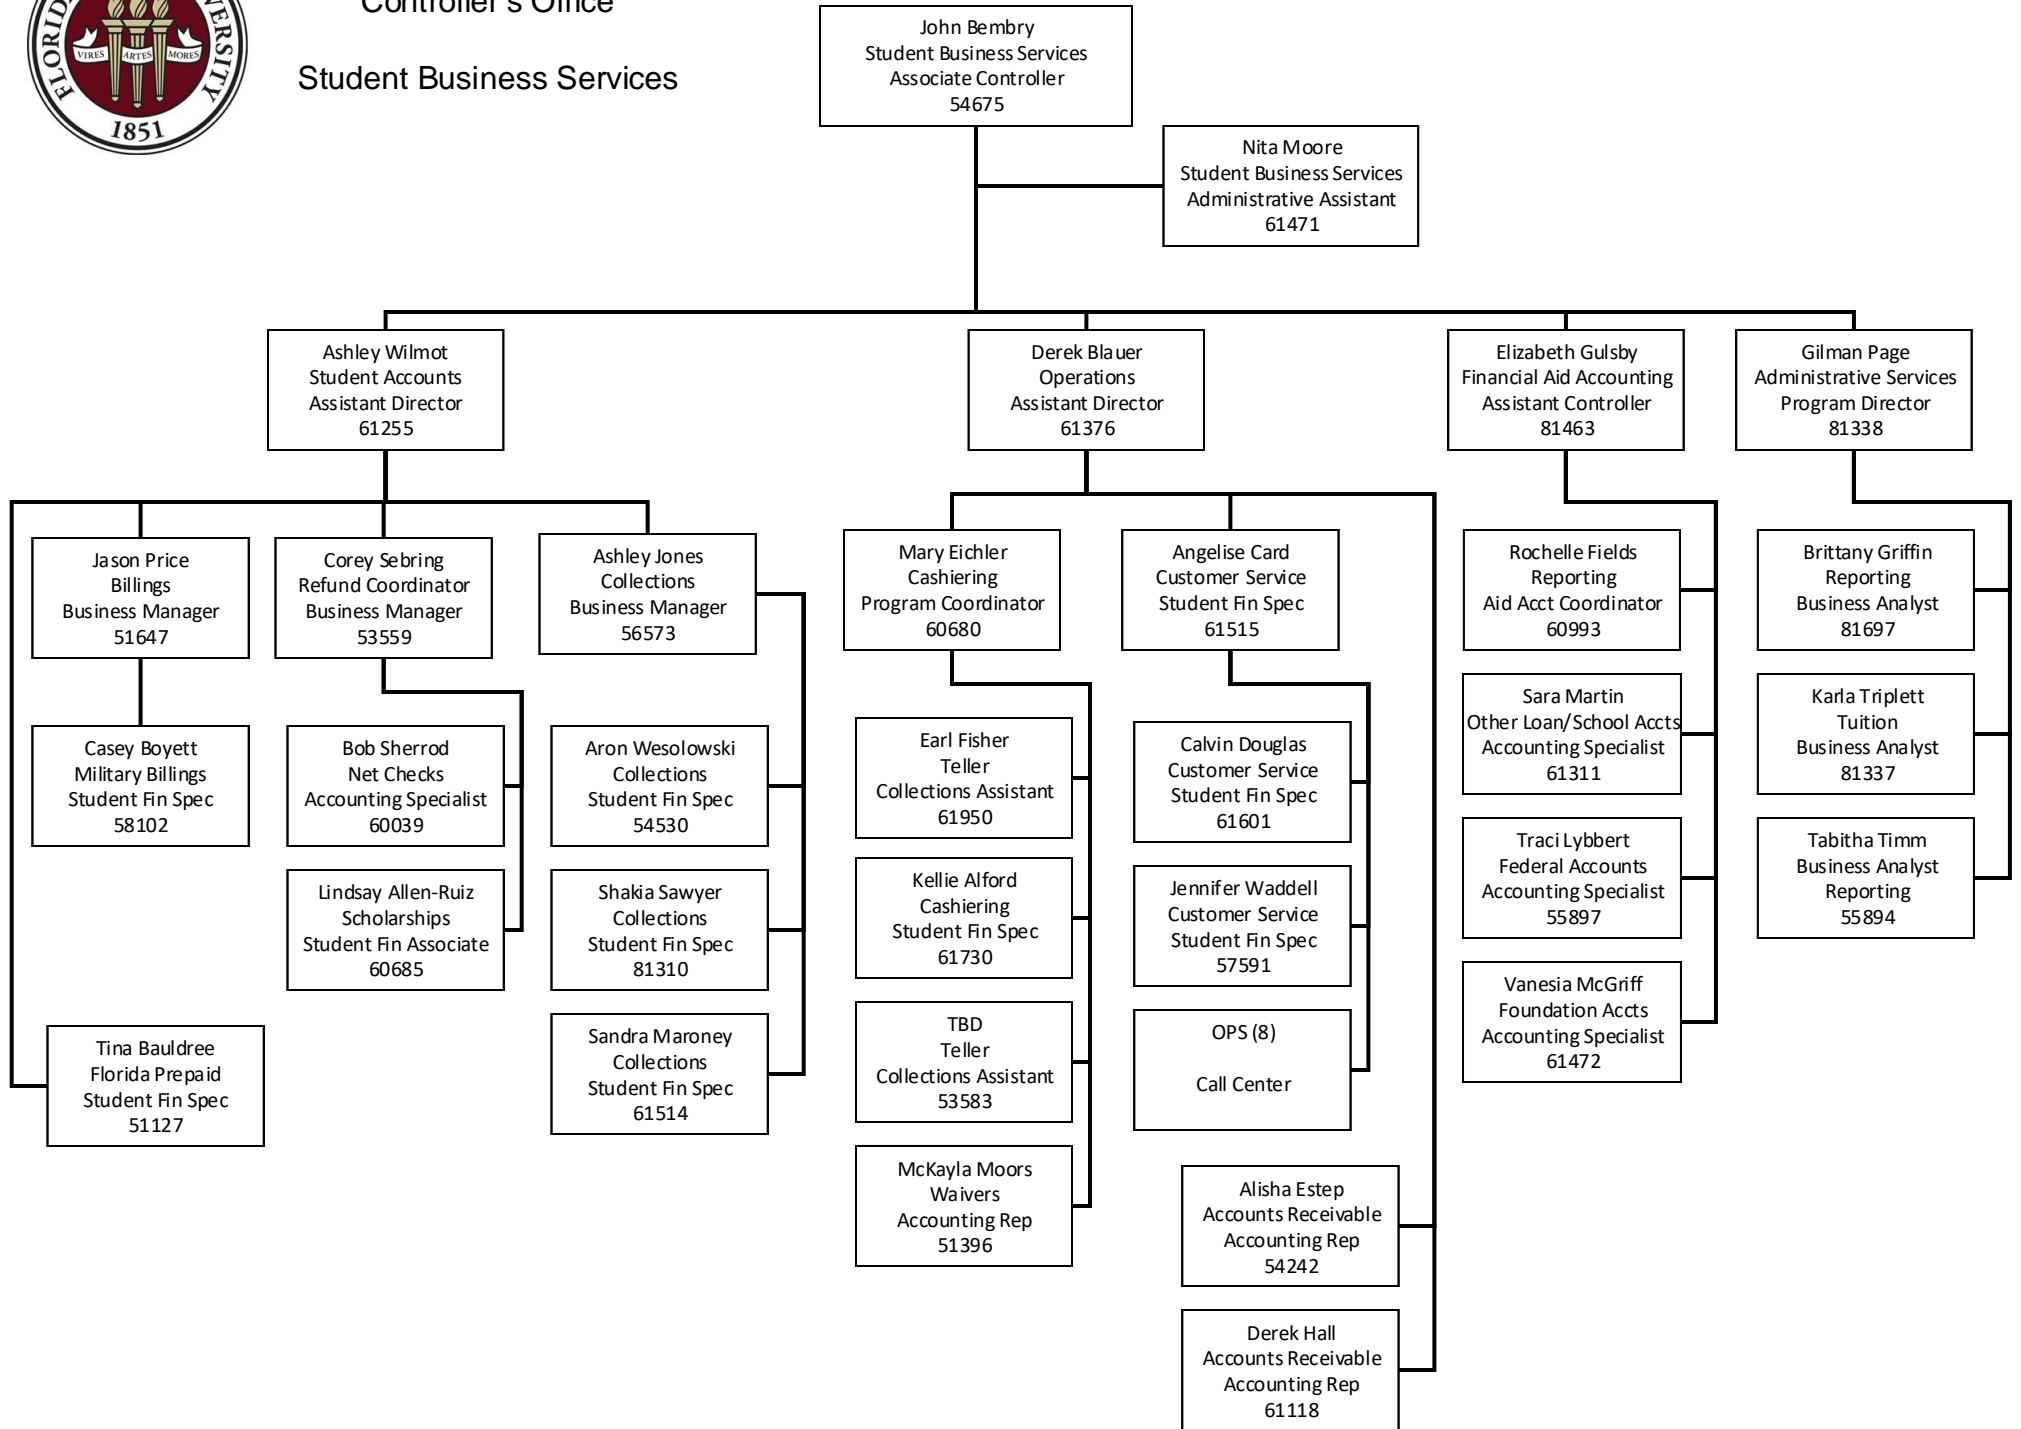 FLORIDA
VERSITY
VIRES ARTES MORES
1851
Controller's Office
Student Business Services
John Bembry
Student Business Services
Associate Controller
54675
Nita Moore
Student Business Services
Administrative Assistant
61471
Ashley Wilmot
Student Accounts
Assistant Director
61255
Derek Blauer
Operations
Assistant Director
61376
Elizabeth Gulsby
Financial Aid Accounting
Assistant Controller
81463
Gilman Page
Administrative Services
Program Director
81338
Jason Price
Billings
Business Manager
51647
Corey Sebring
Refund Coordinator
Business Manager
53559
Ashley Jones
Collections
Business Manager
56573
Mary Eichler
Cashiering
Program Coordinator
60680
Angelise Card
Customer Service
Student Fin Spec
61515
Rochelle Fields
Reporting
Aid Acct Coordinator
60993
Brittany Griffin
Reporting
Business Analyst
81697
Casey Boyett
Military Billings
Student Fin Spec
58102
Bob Sherrod
Net Checks
Accounting Specialist
60039
Aron Wesolowski
Collections
Student Fin Spec
54530
Earl Fisher
Teller
Collections Assistant
61950
Calvin Douglas
Customer Service
Student Fin Spec
61601
Sara Martin
Other Loan/School Accts
Accounting Specialist
61311
Karla Triplett
Tuition
Business Analyst
81337
Lindsay Allen-Ruiz
Scholarships
Student Fin Associate
60685
Shakia Sawyer
Collections
Student Fin Spec
81310
Kellie Alford
Cashiering
Student Fin Spec
61730
Jennifer Waddell
Customer Service
Student Fin Spec
57591
Traci Lybbert
Federal Accounts
Accounting Specialist
55897
Tabitha Timm
Business Analyst
Reporting
55894
Tina Bauldree
Florida Prepaid
Student Fin Spec
51127
Sandra Maroney
Collections
Student Fin Spec
61514
TBD
Teller
Collections Assistant
53583
OPS (8)
Call Center
Vanesia McGriff
Foundation Accts
Accounting Specialist
61472
McKayla Moors
Waivers
Accounting Rep
51396
Alisha Estep
Accounts Receivable
Accounting Rep
54242
Derek Hall
Accounts Receivable
Accounting Rep
61118